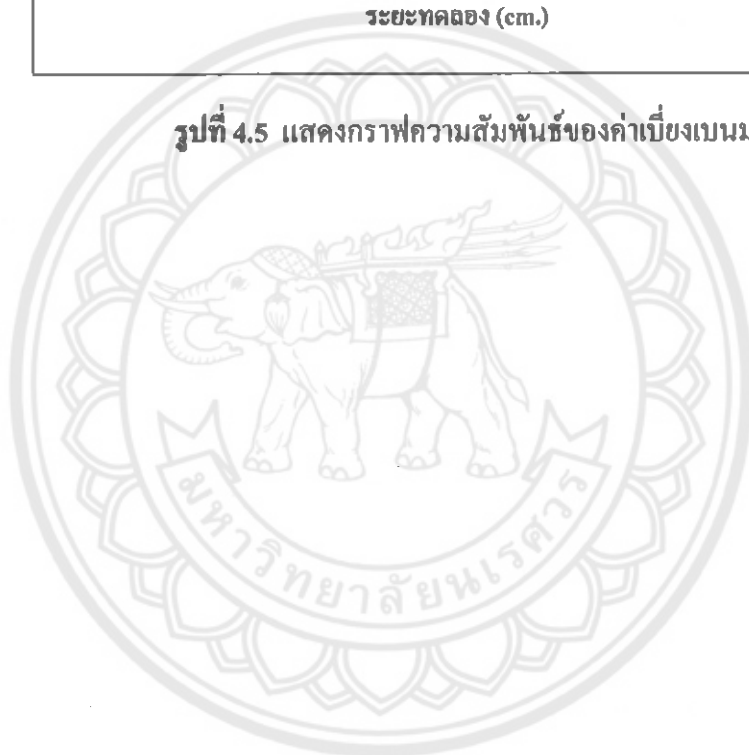 ระยะทดลอง (cm.)
รูปที่ 4.5 แสดงกราฟความสัมพันธ์ของค่าเบี่ยงเบนม
มหาวิทยาลัยนเรศวร